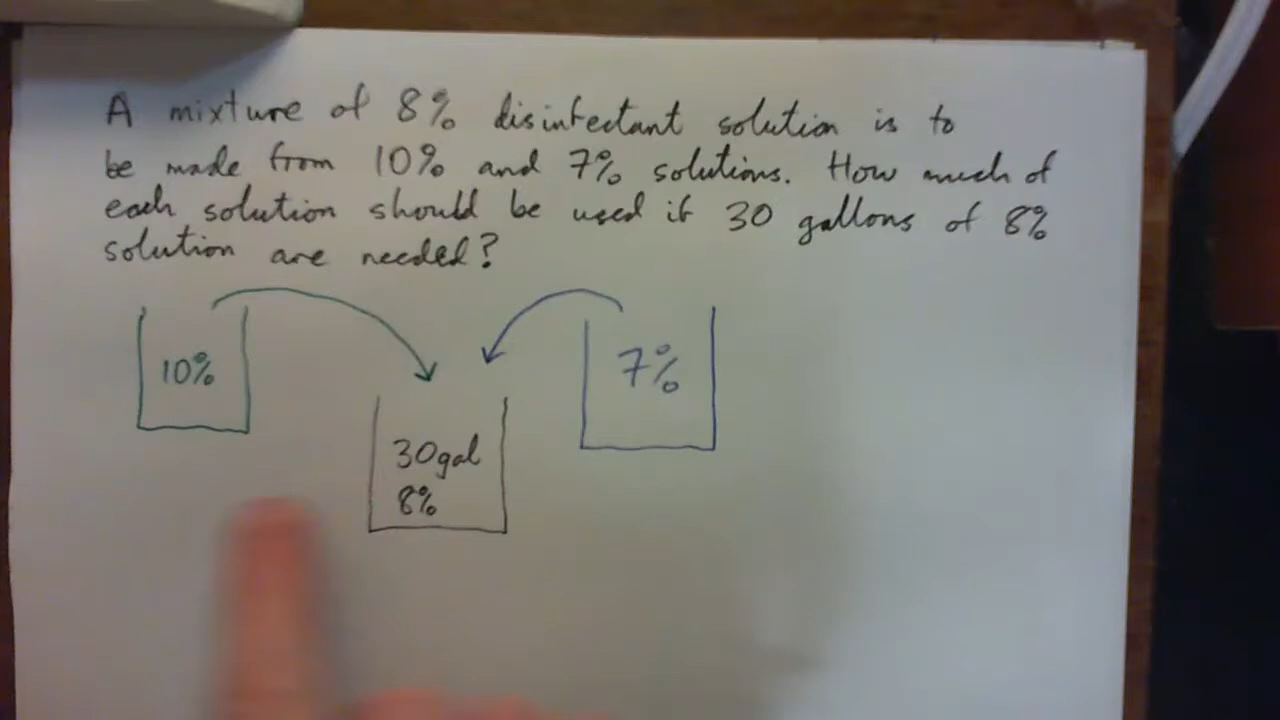 A mixture of 8% disinfectant solution is to
be made from 10% and 7% solutions. How much of
each solution should be used if 30 gallons of 8%
solution are needed?
10%
7%
30gal
8%